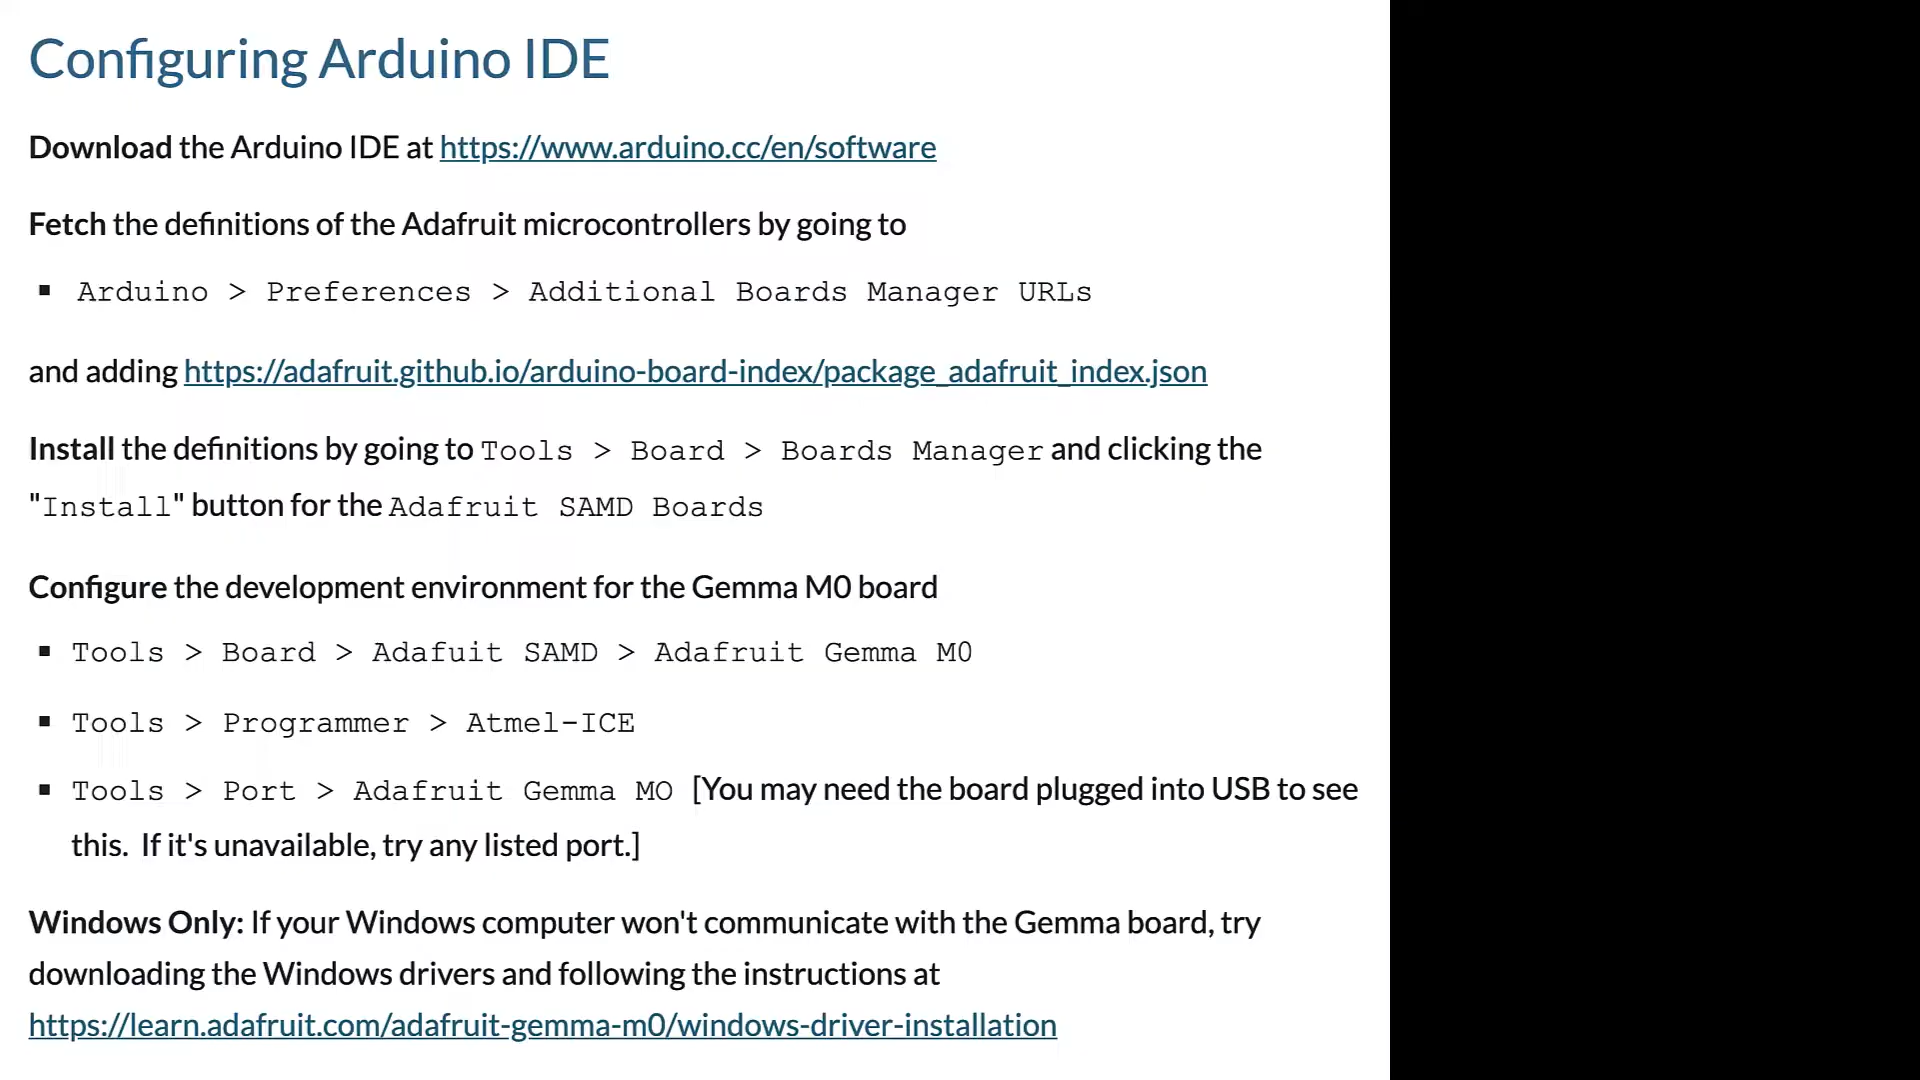 Configuring Arduino IDE
Download the Arduino IDE at https://www.arduino.cc/en/software
Fetch the definitions of the Adafruit microcontrollers by going to
▪ Arduino > Preferences > Additional Boards Manager URLs
and adding https://adafruit.github.io/arduino-board-index/package_adafruit_index.json
Install the definitions by going to Tools > Board > Boards Manager and clicking the
"Install" button for the Adafruit SAMD Boards
Configure the development environment for the Gemma M0 board
▪ Tools > Board > Adafuit SAMD > Adafruit Gemma M0
▪ Tools > Programmer > Atmel-ICE
▪ Tools > Port > Adafruit Gemma MO [You may need the board plugged into USB to see
this. If it's unavailable, try any listed port.]
Windows Only: If your Windows computer won't communicate with the Gemma board, try
downloading the Windows drivers and following the instructions at
https://learn.adafruit.com/adafruit-gemma-m0/windows-driver-installation